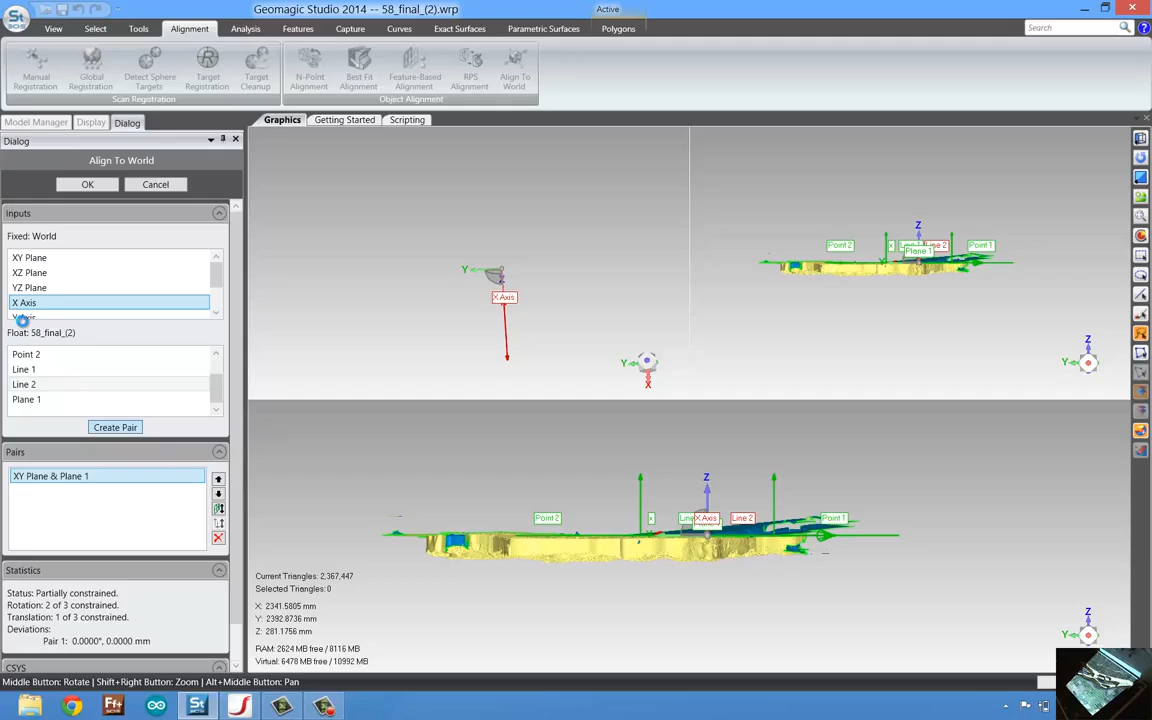 Geomagic Studio 2014 -- 58_final_(2).wrp
Active
View
Select
Tools
Alignment
Analysis
Features
Capture
Curves
Exact Surfaces
Parametric Surfaces
Polygons
Search
Manual Registration
Global Registration
Detect Sphere Targets
Target Registration
Target Cleanup
N-Point Alignment
Best Fit Alignment
Feature-Based Alignment
RPS Alignment
Align To World
Scan Registration
Object Alignment
Model Manager
Display
Dialog
Graphics
Getting Started
Scripting
Dialog
Align To World
OK
Cancel
Inputs
Fixed: World
XY Plane
XZ Plane
YZ Plane
X Axis
Float: 58_final_(2)
Point 2
Line 1
Line 2
Plane 1
Create Pair
Pairs
XY Plane & Plane 1
Statistics
Status: Partially constrained.
Rotation: 2 of 3 constrained.
Translation: 1 of 3 constrained.
Deviations:
Pair 1: 0.0000°, 0.0000 mm
CSYS
Y
X Axis
Y
X
Z
Point 2
x
Plane 1
Point 1
Z
Y
Z
Point 2
x
X Axis
Line 2
Point 1
Z
Y
Current Triangles: 2,367,447
Selected Triangles: 0
X: 2341.5805 mm
Y: 2392.8736 mm
Z: 281.1756 mm
RAM: 2624 MB free / 8116 MB
Virtual: 6478 MB free / 10992 MB
Middle Button: Rotate | Shift+Right Button: Zoom | Alt+Middle Button: Pan